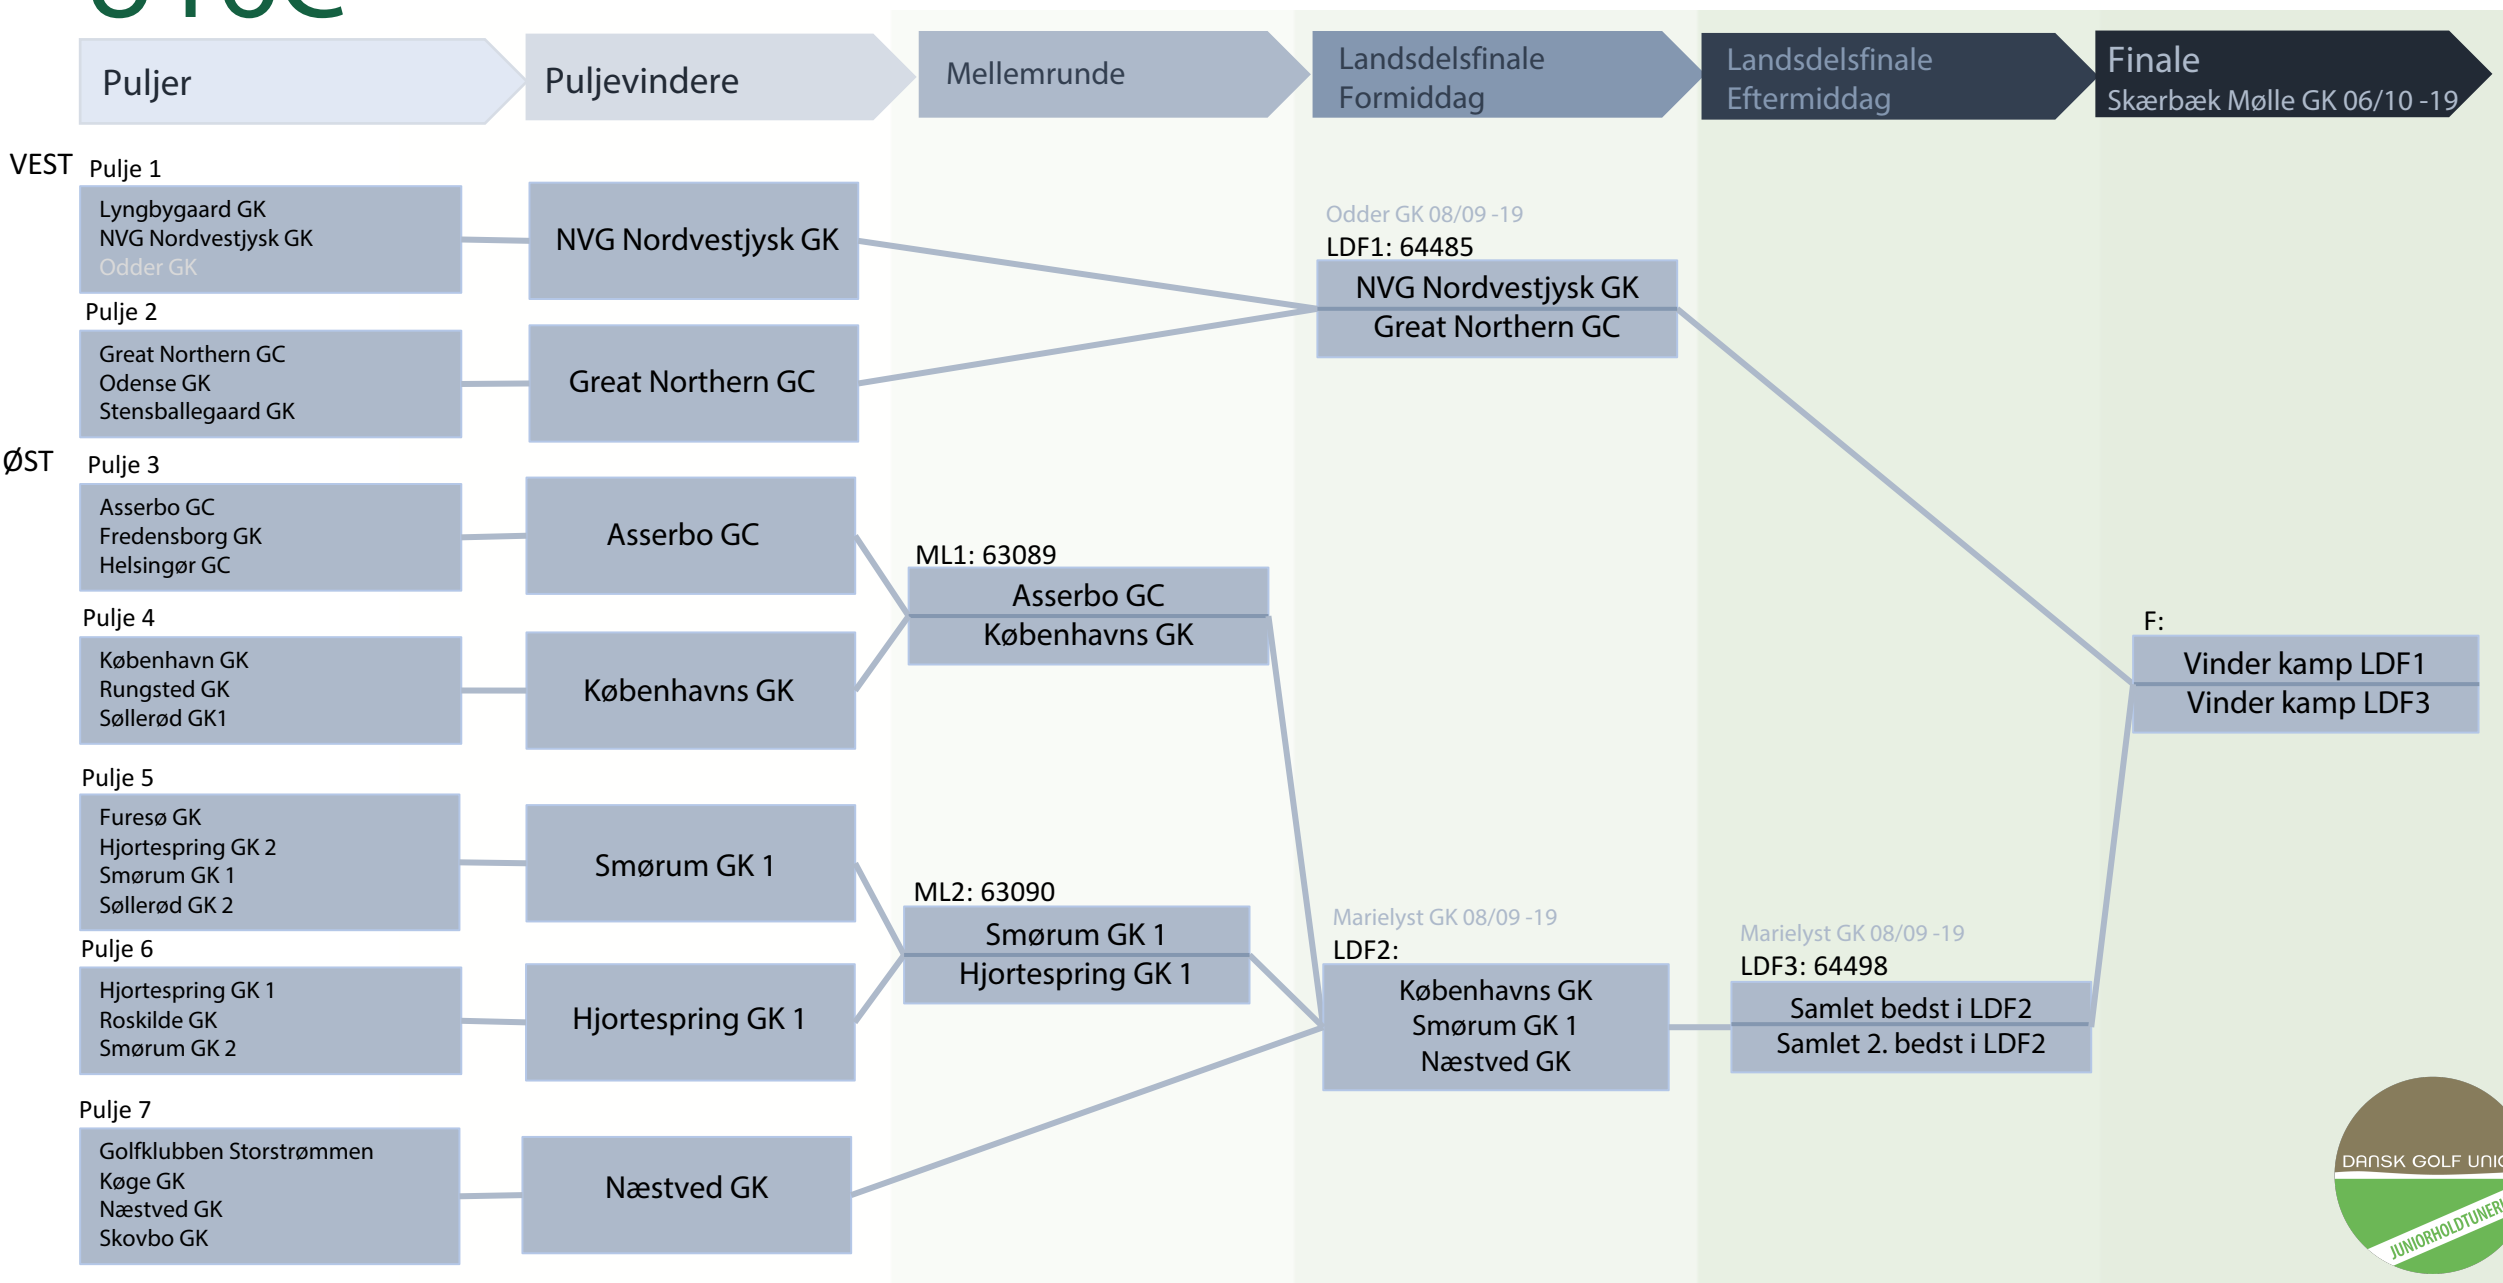 Puljer
Puljevindere
Mellemrunde
Landsdelsfinale
Formiddag
Landsdelsfinale
Eftermiddag
Finale
Skærbæk Mølle GK 06/10 -19
VEST
Pulje 1
Lyngbygaard GK
NVG Nordvestjysk GK
Odder GK
NVG Nordvestjysk GK
Odder GK 08/09 -19
LDF1: 64485
NVG Nordvestjysk GK
Great Northern GC
Pulje 2
Great Northern GC
Odense GK
Stensballegaard GK
Great Northern GC
ØST
Pulje 3
Asserbo GC
Fredensborg GK
Helsingør GC
Asserbo GC
ML1: 63089
Asserbo GC
Københavns GK
Pulje 4
København GK
Rungsted GK
Søllerød GK1
Københavns GK
F:
Vinder kamp LDF1
Vinder kamp LDF3
Pulje 5
Furesø GK
Hjortespring GK 2
Smørum GK 1
Søllerød GK 2
Smørum GK 1
ML2: 63090
Smørum GK 1
Hjortespring GK 1
Pulje 6
Hjortespring GK 1
Roskilde GK
Smørum GK 2
Hjortespring GK 1
Marielyst GK 08/09 -19
LDF2:
Københavns GK
Smørum GK 1
Næstved GK
Marielyst GK 08/09 -19
LDF3: 64498
Samlet bedst i LDF2
Samlet 2. bedst i LDF2
Pulje 7
Golfklubben Storstrømmen
Køge GK
Næstved GK
Skovbo GK
Næstved GK
DANSK GOLF